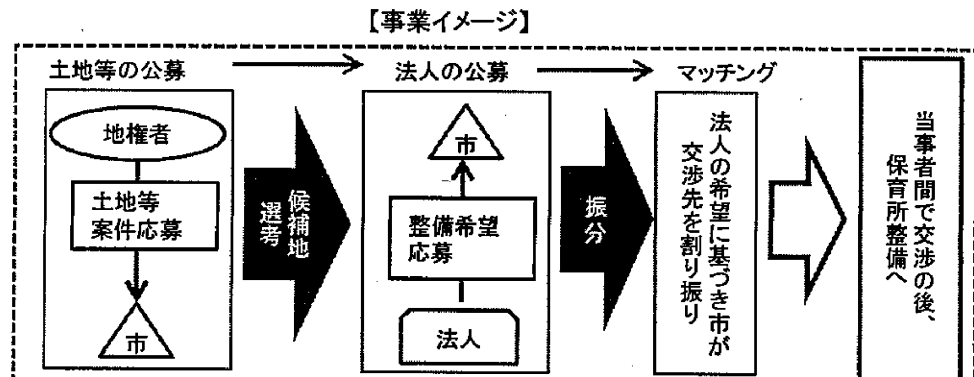 【事業イメージ】
土地等の公募
法人の公募
マッチング
地権者
土地等
案件応募
市
候補地
選考
市
整備希望
応募
法人
振分
法人の希望に基づき市が
交渉先を割り振り
当事者間で交渉の後、
保育所整備へ